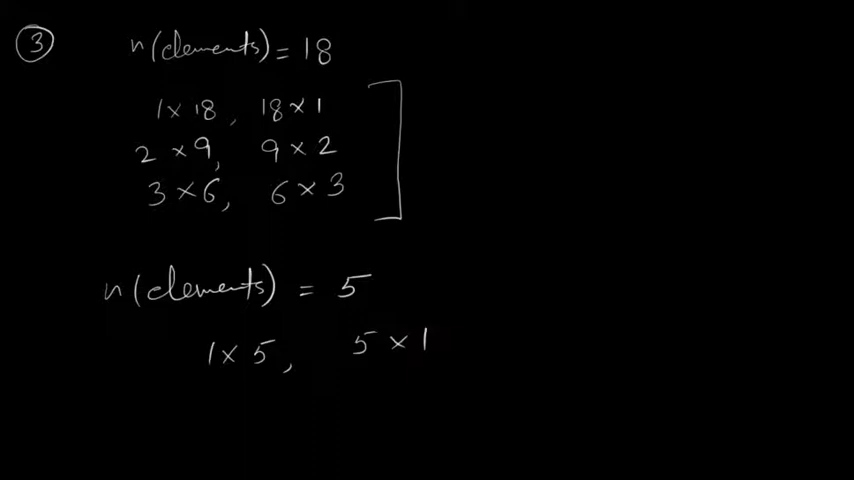 ③ n(elements) = 18
1 × 18, 18 × 1
2 × 9, 9 × 2
3 × 6, 6 × 3
n(elements) = 5
1 × 5, 5 × 1